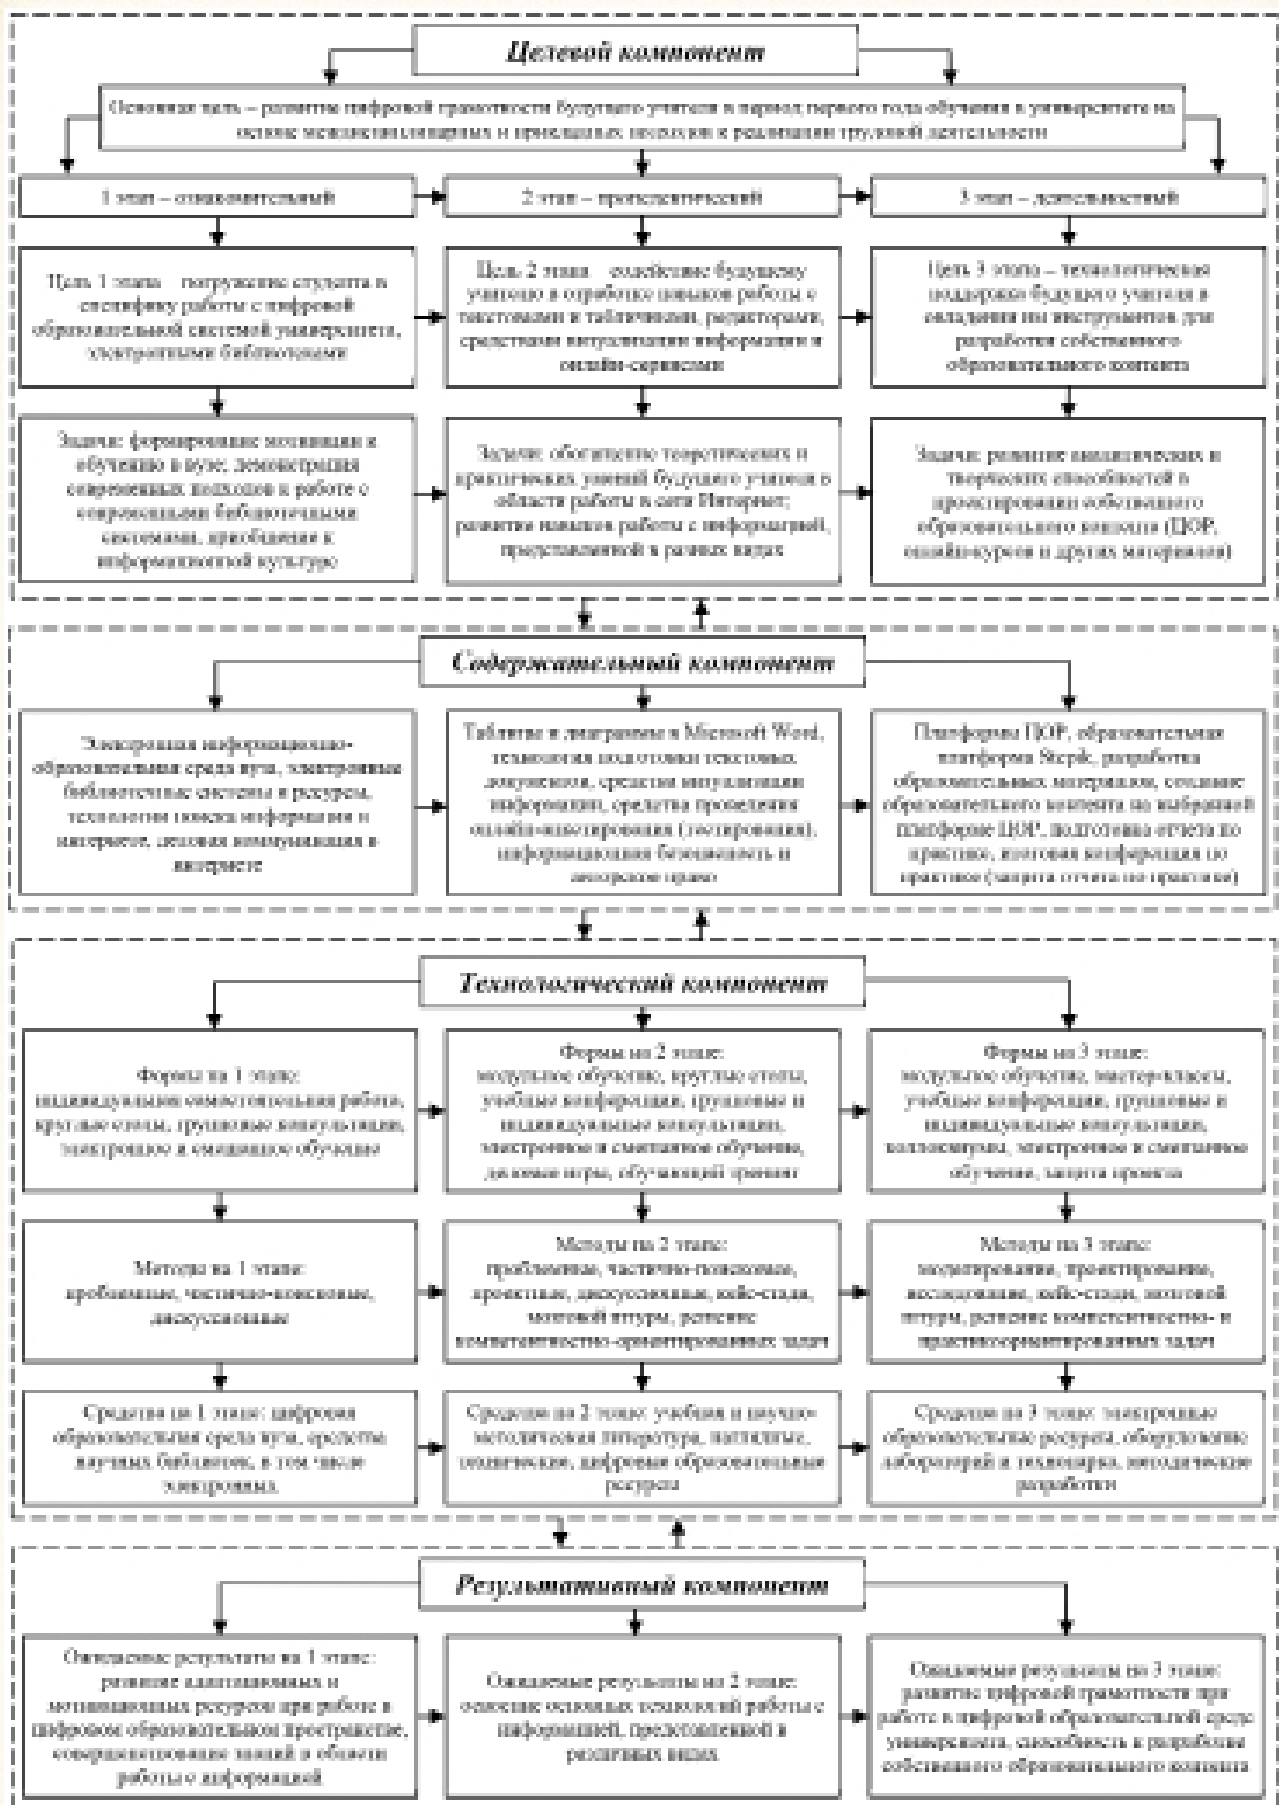 Целевой компонент
Основная цель – развитие цифровой грамотности будущего учителя в период первого года обучения в университете на
основе междисциплинарных и прикладных подходов к реализации трудовой деятельности
1 этап – ознакомительный
2 этап – пропедевтический
3 этап – деятельностный
Цель 1 этапа – погружение студента в
специфику работы с цифровой
образовательной системой университета,
электронными библиотеками
Цель 2 этапа – содействие будущему
учителю в отработке навыков работы с
текстовыми и табличными, редакторами,
средствами визуализации информации и
онлайн-сервисами
Цель 3 этапа – технологическая
поддержка будущего учителя в
овладении им инструментов для
разработки собственного
образовательного контента
Задачи: формирование мотивации к
обучению в вузе; демонстрация
современных подходов к работе с
современными библиотечными
системами, приобщение к
информационной культуре
Задачи: обогащение теоретических и
практических умений будущего учителя в
области работы в сети Интернет;
развитие навыков работы с информацией,
представленной в разных видах
Задачи: развитие аналитических и
творческих способностей в
проектировании собственного
образовательного контента (ЦОР,
онлайн-курсов и других материалов)
Содержательный компонент
Электронная информационно-
образовательная среда вуза, электронные
библиотечные системы и ресурсы,
технологии поиска информации в
интернете, деловая коммуникация в
интернете
Таблицы и диаграммы в Microsoft Word,
технология подготовки текстовых
документов, средства визуализации
информации, средства проведения
онлайн-анкетирования (тестирования),
информационная безопасность и
авторское право
Платформы ЦОР, образовательная
платформа Stepik, разработка
образовательных материалов, создание
образовательного контента на выбранной
платформе ЦОР, подготовка отчета по
практике, итоговая конференция по
практике (защита отчета по практике)
Технологический компонент
Формы на 1 этапе:
индивидуальная самостоятельная работа,
круглые столы, групповые консультации,
электронное и смешанное обучение
Формы на 2 этапе:
модульное обучение, круглые столы,
учебные конференции, групповые и
индивидуальные консультации,
электронное и смешанное обучение,
деловые игры, обучающий тренинг
Формы на 3 этапе:
модульное обучение, мастер-классы,
учебные конференции, групповые и
индивидуальные консультации,
коллоквиумы, электронное и смешанное
обучение, защита проекта
Методы на 1 этапе:
проблемные, частично-поисковые,
дискуссионные
Методы на 2 этапе:
проблемные, частично-поисковые,
проектные, дискуссионные, кейс-стади,
мозговой штурм, решение
компетентностно-ориентированных задач
Методы на 3 этапе:
моделирование, проектирование,
исследование, кейс-стади, мозговой
штурм, решение компетентностно- и
практикоориентированных задач
Средства на 1 этапе: цифровая
образовательная среда вуза, средства
научных библиотек, в том числе
электронных
Средства на 2 этапе: учебная и научно-
методическая литература, наглядные,
технические, цифровые образовательные
ресурсы
Средства на 3 этапе: электронные
образовательные ресурсы, оборудование
лабораторий и технопарка, методические
разработки
Результативный компонент
Ожидаемые результаты на 1 этапе:
развитие адаптационных и
мотивационных ресурсов при работе в
цифровом образовательном пространстве,
совершенствование знаний в области
работы с информацией
Ожидаемые результаты на 2 этапе:
освоение основных технологий работы с
информацией, представленной в
различных видах
Ожидаемые результаты на 3 этапе:
развитие цифровой грамотности при
работе в цифровой образовательной среде
университета, способность к разработке
собственного образовательного контента